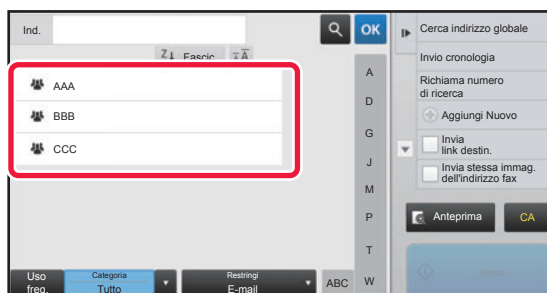 Ind.
OK
Fascic.
AAA
BBB
CCC
A
D
G
J
M
P
T
W
ABC
Uso
freq.
Categoria
Tutto
Restringi
E-mail
Cerca indirizzo globale
Invio cronologia
Richiama numero
di ricerca
Aggiungi Nuovo
Invia
link destin.
Invia stessa immag.
dell'indirizzo fax
Anteprima
CA